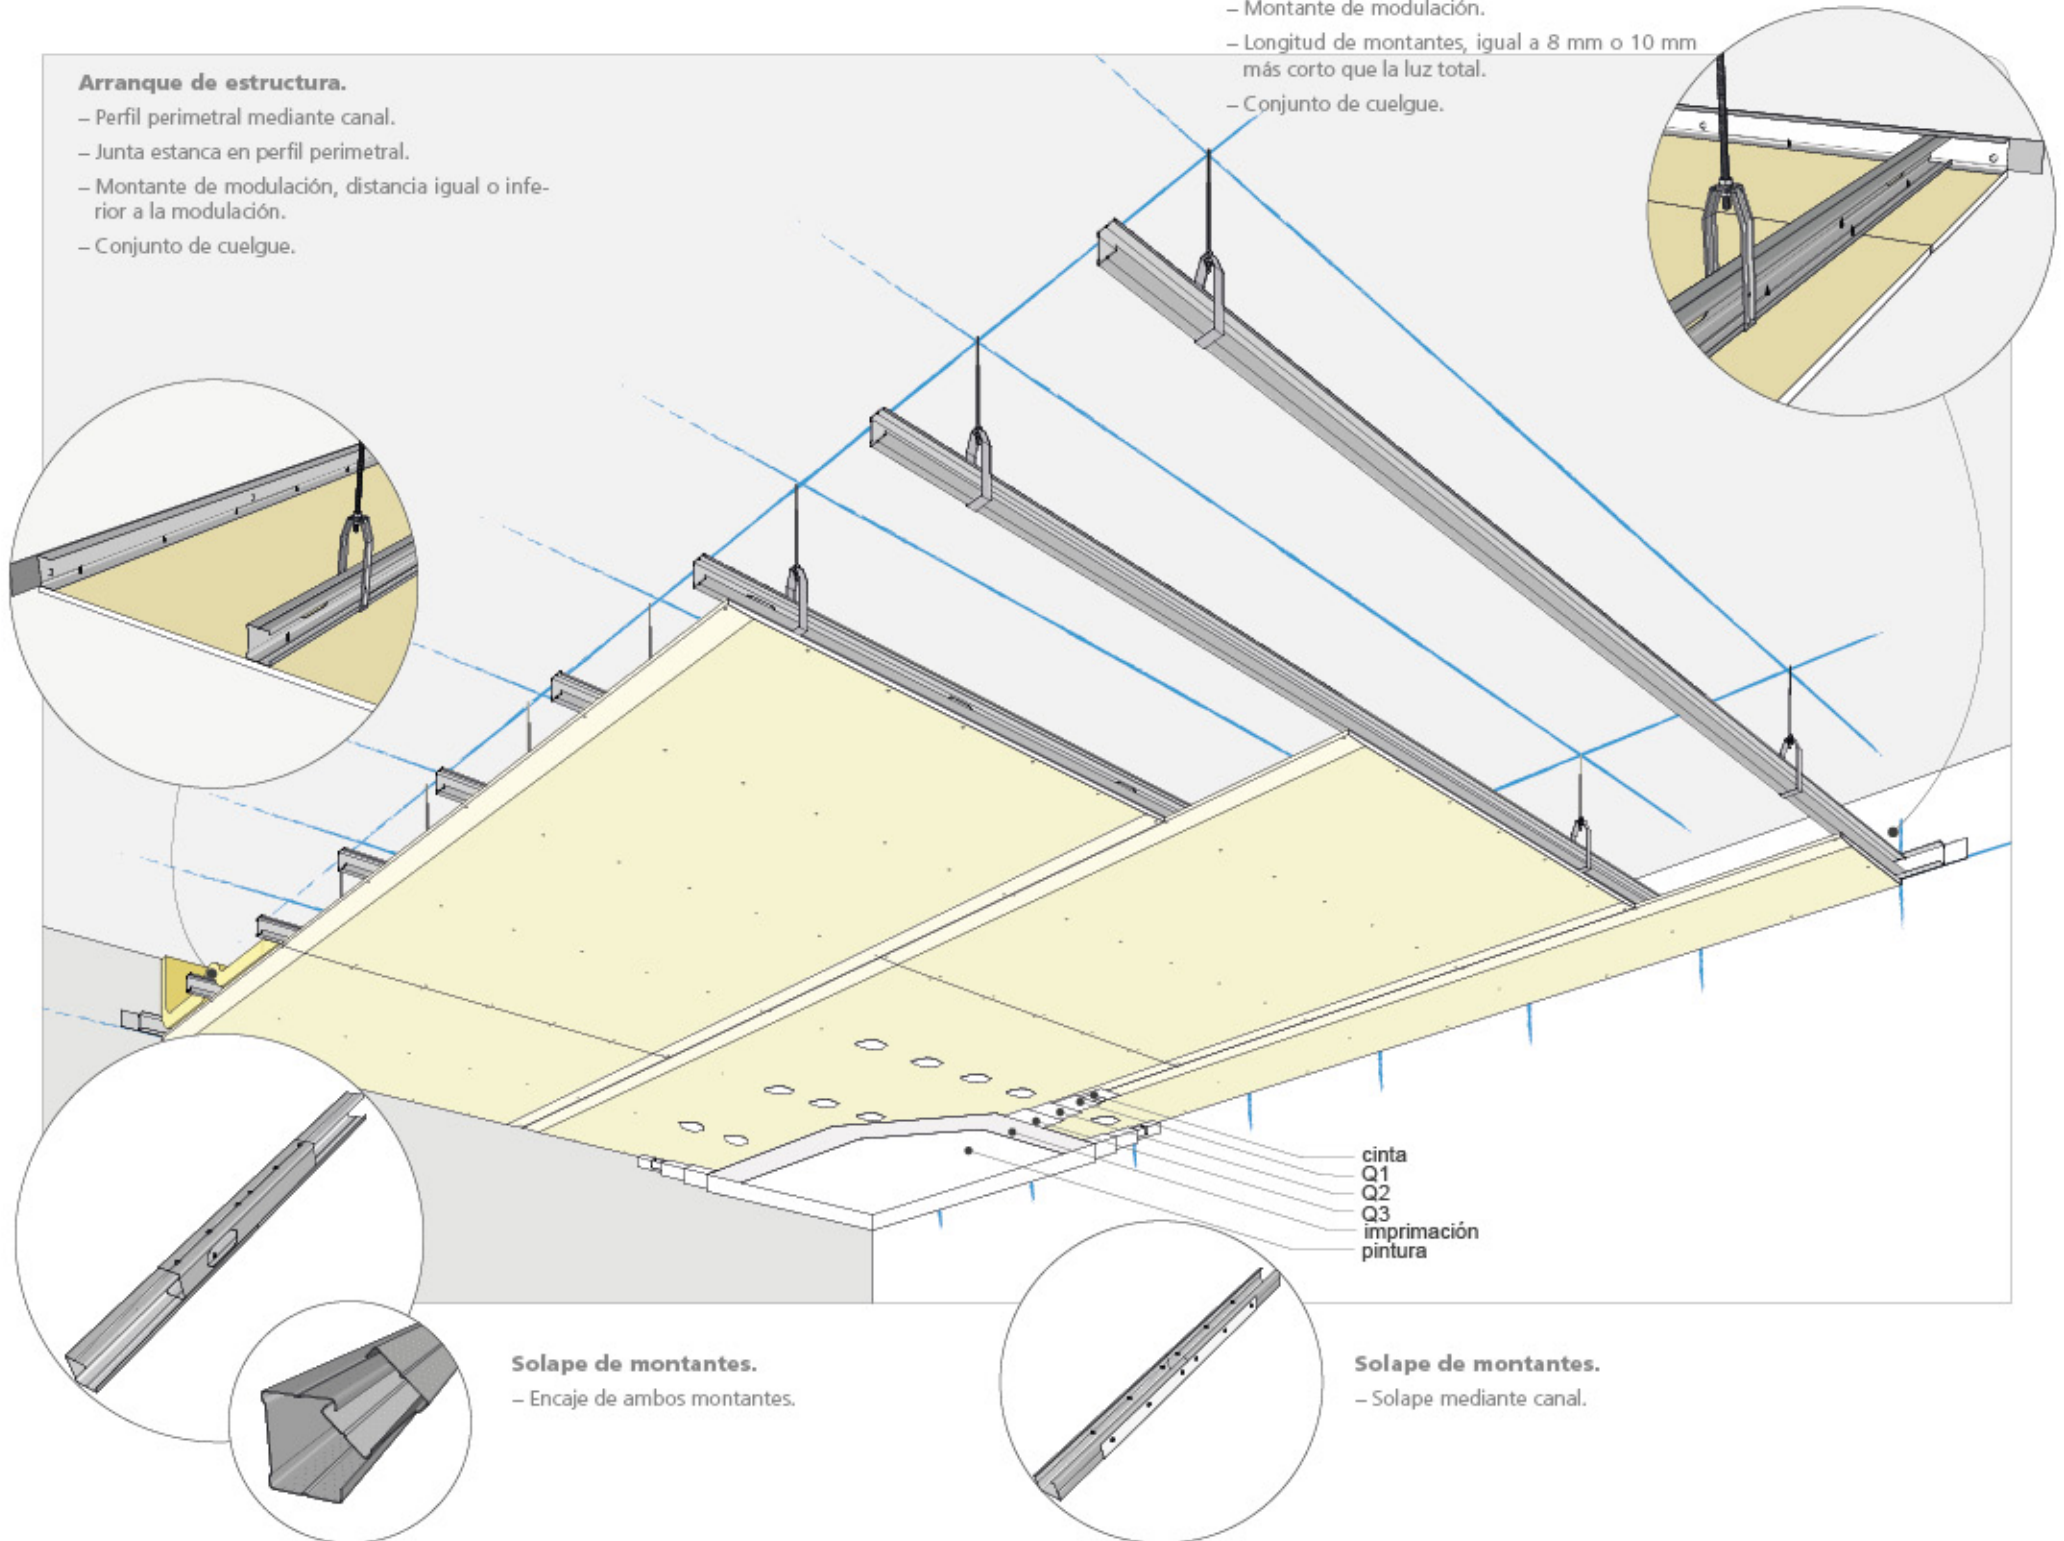 Arranque de estructura.
– Perfil perimetral mediante canal.
– Junta estanca en perfil perimetral.
– Montante de modulación, distancia igual o infe-
rior a la modulación.
– Conjunto de cuelgue.
– Montante de modulación.
– Longitud de montantes, igual a 8 mm o 10 mm
más corto que la luz total.
– Conjunto de cuelgue.
cinta
Q1
Q2
Q3
imprimación
pintura
Solape de montantes.
– Encaje de ambos montantes.
Solape de montantes.
– Solape mediante canal.